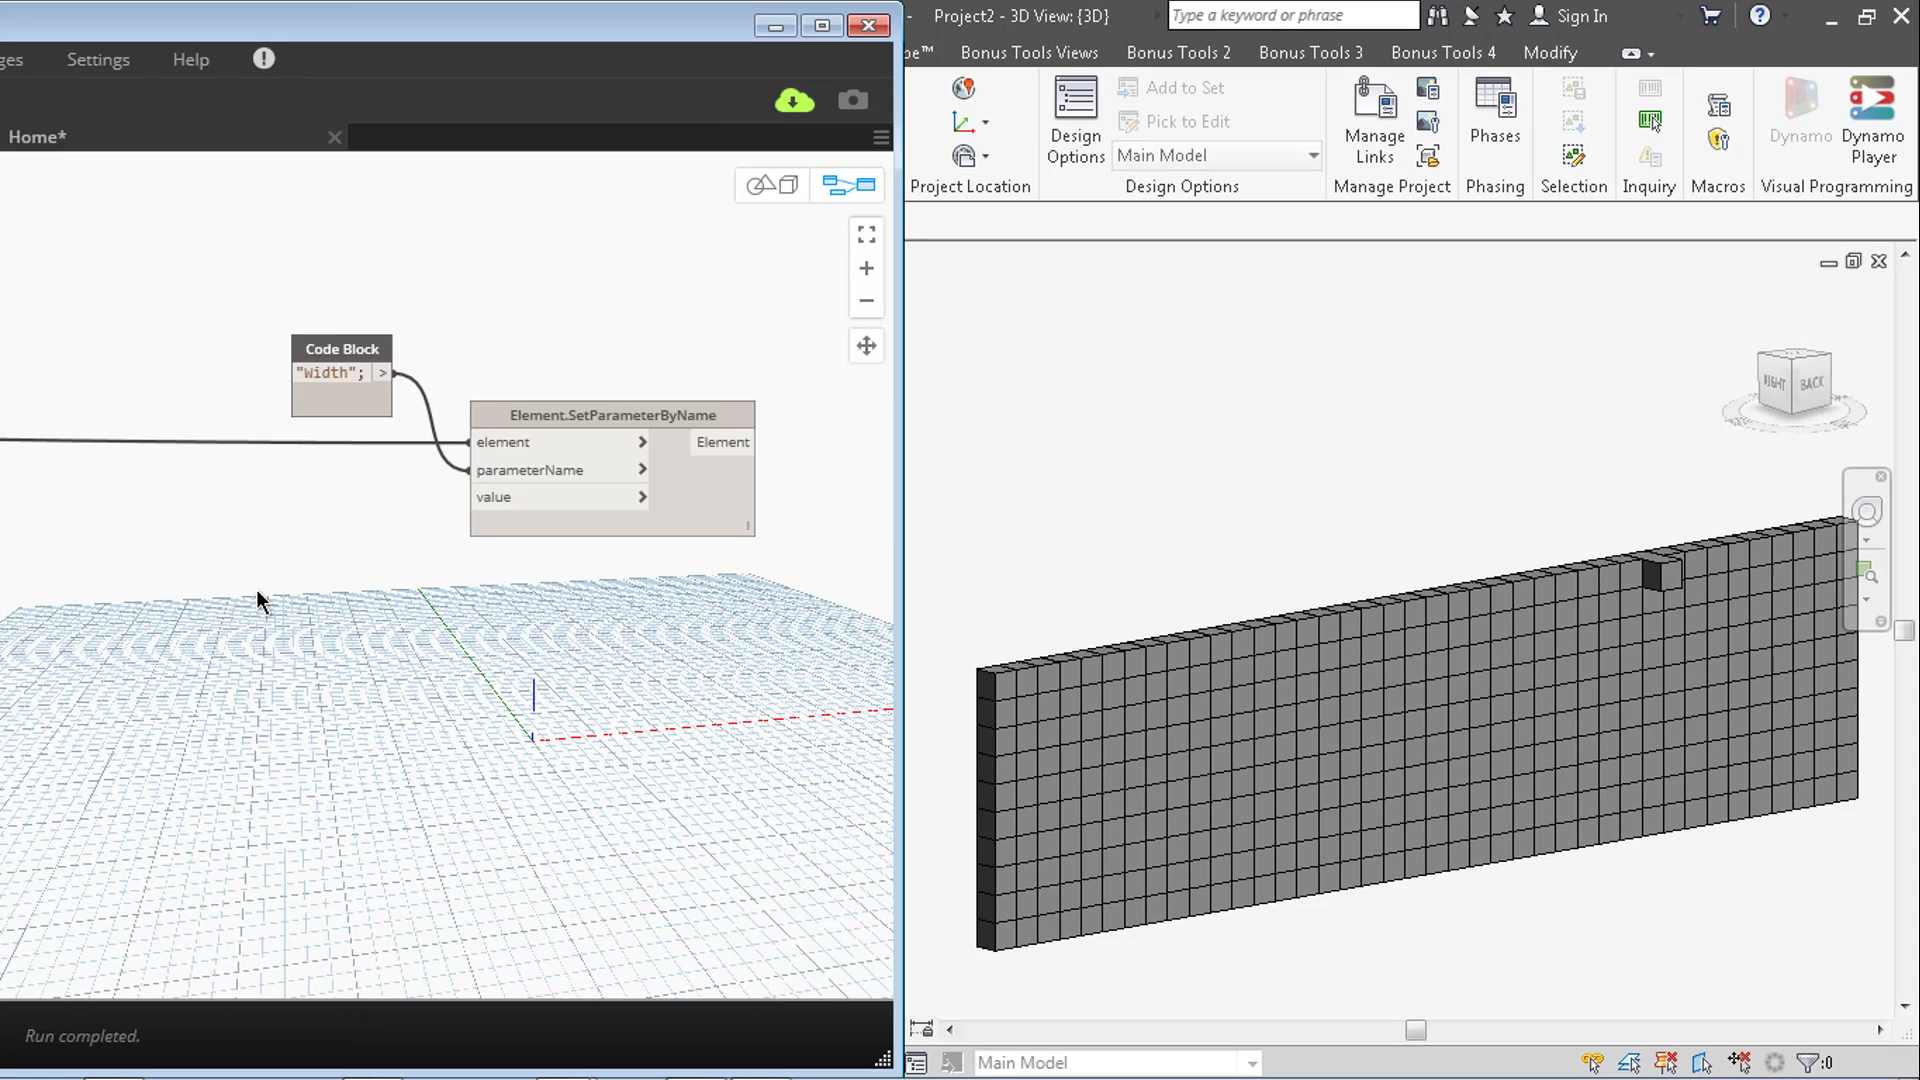 Project2 - 3D View: {3D}
Type a keyword or phrase
Sign In
ges
Settings
Help
Bonus Tools Views
Bonus Tools 2
Bonus Tools 3
Bonus Tools 4
Modify
Home*
Add to Set
Pick to Edit
Design
Options
Main Model
Manage
Links
Phases
Dynamo
Dynamo
Player
Project Location
Design Options
Manage Project
Phasing
Selection
Inquiry
Macros
Visual Programming
Code Block
"Width"; >
Element.SetParameterByName
element
Element
parameterName
value
RIGHT
BACK
Run completed.
Main Model
:0